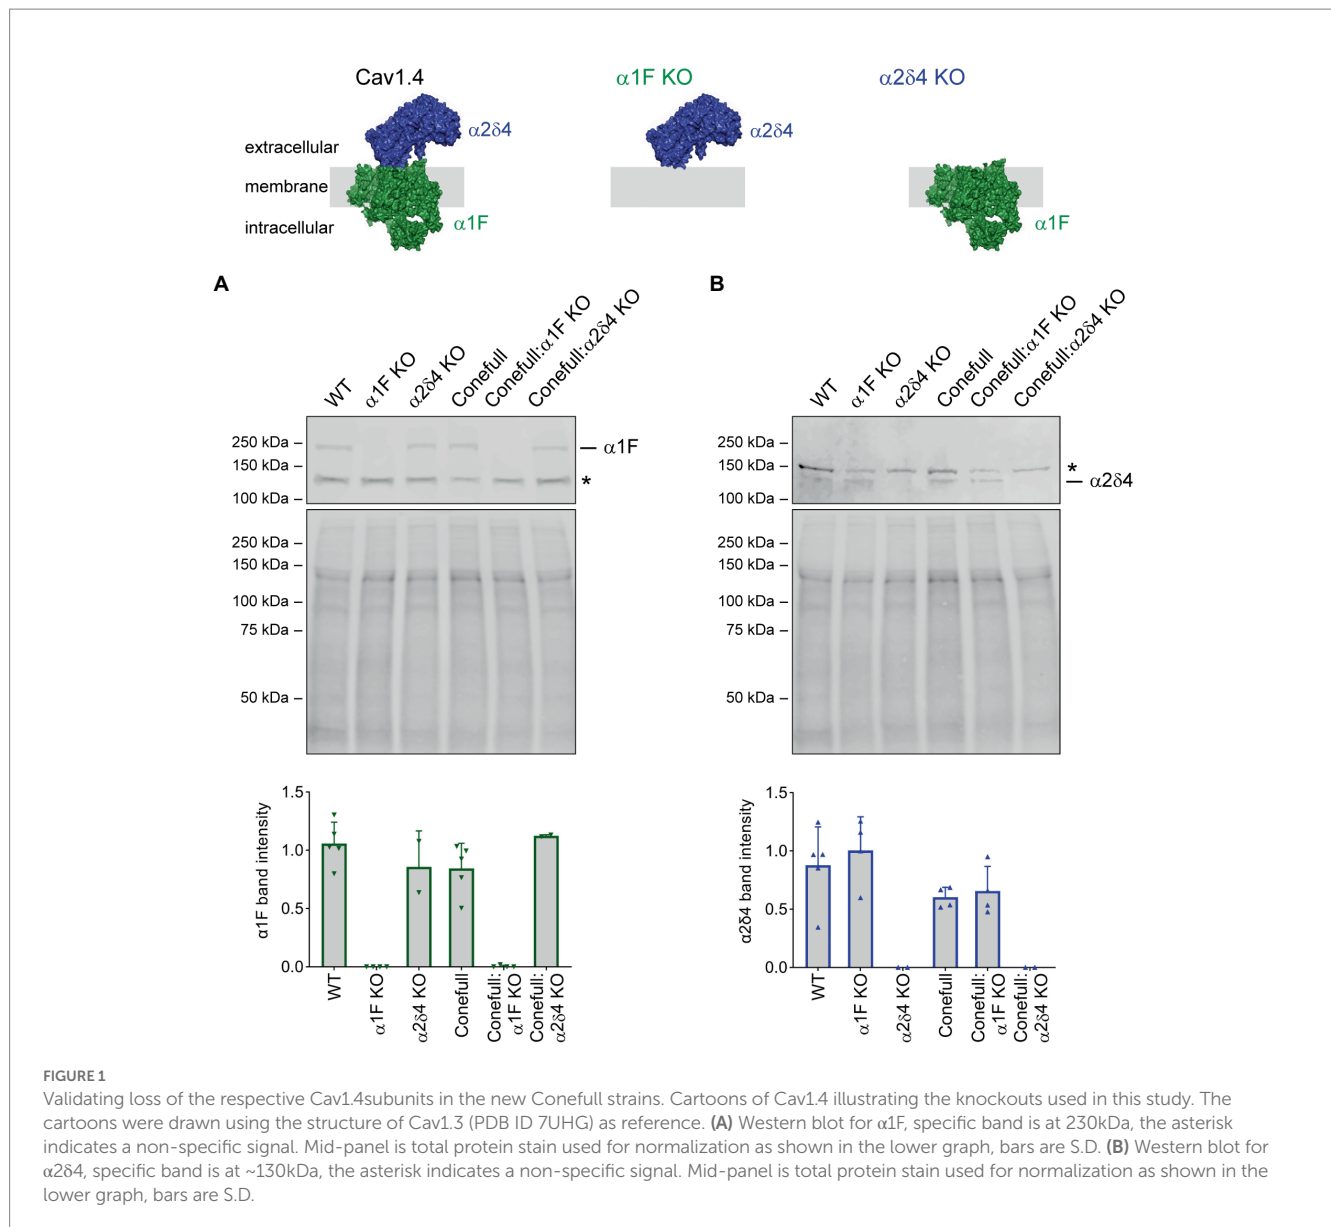 Cav1.4
α1F KO
α2δ4 KO
α2δ4
α2δ4
extracellular
membrane
intracellular
α1F
α1F
A
WT
α1F KO
α2δ4 KO
Conefull
Conefull:α1F KO
Conefull:α2δ4 KO
250 kDa
150 kDa
100 kDa
α1F
*
250 kDa
150 kDa
100 kDa
75 kDa
50 kDa
α1F band intensity
1.5
1.0
0.5
0.0
WT
α1F KO
α2δ4 KO
Conefull
Conefull:
α1F KO
Conefull:
α2δ4 KO
B
WT
α1F KO
α2δ4 KO
Conefull
Conefull:α1F KO
Conefull:α2δ4 KO
250 kDa
150 kDa
100 kDa
*
α2δ4
250 kDa
150 kDa
100 kDa
75 kDa
50 kDa
α2δ4 band intensity
1.5
1.0
0.5
0.0
WT
α1F KO
α2δ4 KO
Conefull
Conefull:
α1F KO
Conefull:
α2δ4 KO
FIGURE 1
Validating loss of the respective Cav1.4subunits in the new Conefull strains. Cartoons of Cav1.4 illustrating the knockouts used in this study. The
cartoons were drawn using the structure of Cav1.3 (PDB ID 7UHG) as reference. (A) Western blot for α1F, specific band is at 230kDa, the asterisk
indicates a non-specific signal. Mid-panel is total protein stain used for normalization as shown in the lower graph, bars are S.D. (B) Western blot for
α2δ4, specific band is at ~130kDa, the asterisk indicates a non-specific signal. Mid-panel is total protein stain used for normalization as shown in the
lower graph, bars are S.D.